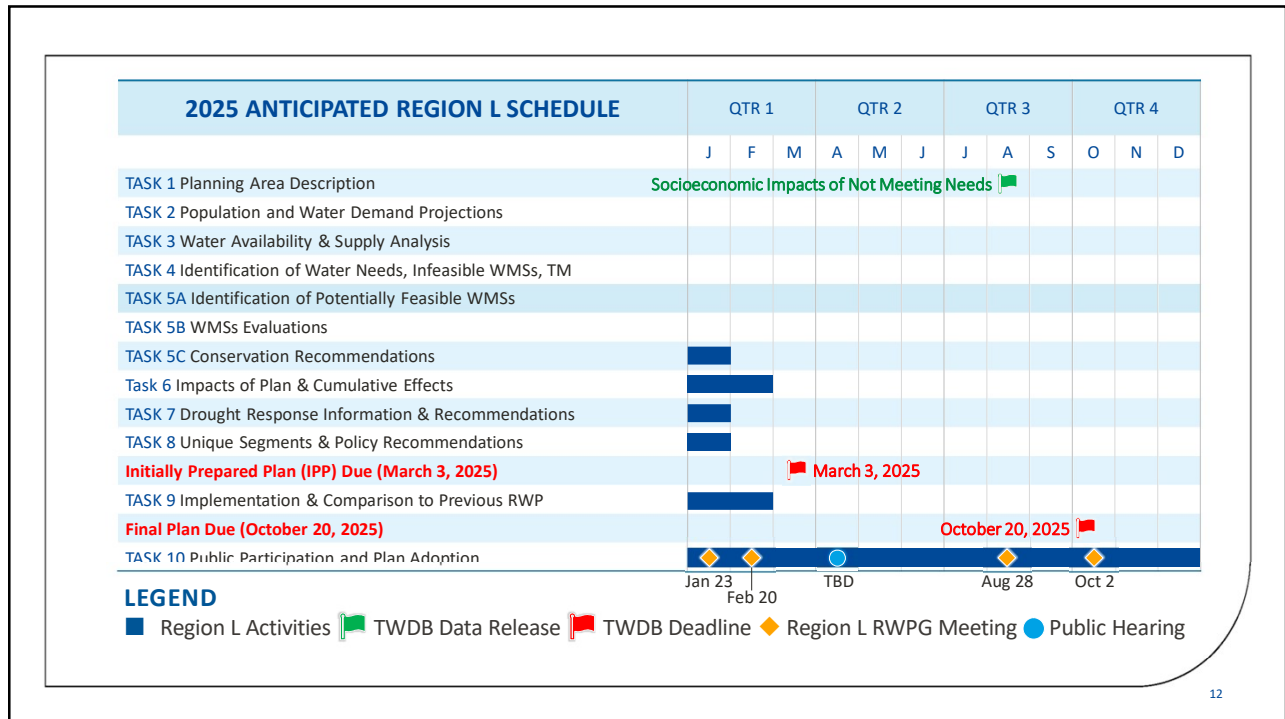 2025 ANTICIPATED REGION L SCHEDULE QTR 1 QTR 2 QTR 3 QTR 4
J F M A M J J A S O N D
TASK 1 Planning Area Description Socioeconomic Impacts of Not Meeting Needs
TASK 2 Population and Water Demand Projections
TASK 3 Water Availability & Supply Analysis
TASK 4 Identification of Water Needs, Infeasible WMSs, TM
TASK 5A Identification of Potentially Feasible WMSs
TASK 5B WMSs Evaluations
TASK 5C Conservation Recommendations
Task 6 Impacts of Plan & Cumulative Effects
TASK 7 Drought Response Information & Recommendations
TASK 8 Unique Segments & Policy Recommendations
Initially Prepared Plan (IPP) Due (March 3, 2025) March 3, 2025
TASK 9 Implementation & Comparison to Previous RWP
Final Plan Due (October 20, 2025) October 20, 2025
TASK 10 Public Participation and Plan Adoption
Jan 23 TBD Aug 28 Oct 2
Feb 20
LEGEND
Region L Activities TWDB Data Release TWDB Deadline Region L RWPG Meeting Public Hearing
12